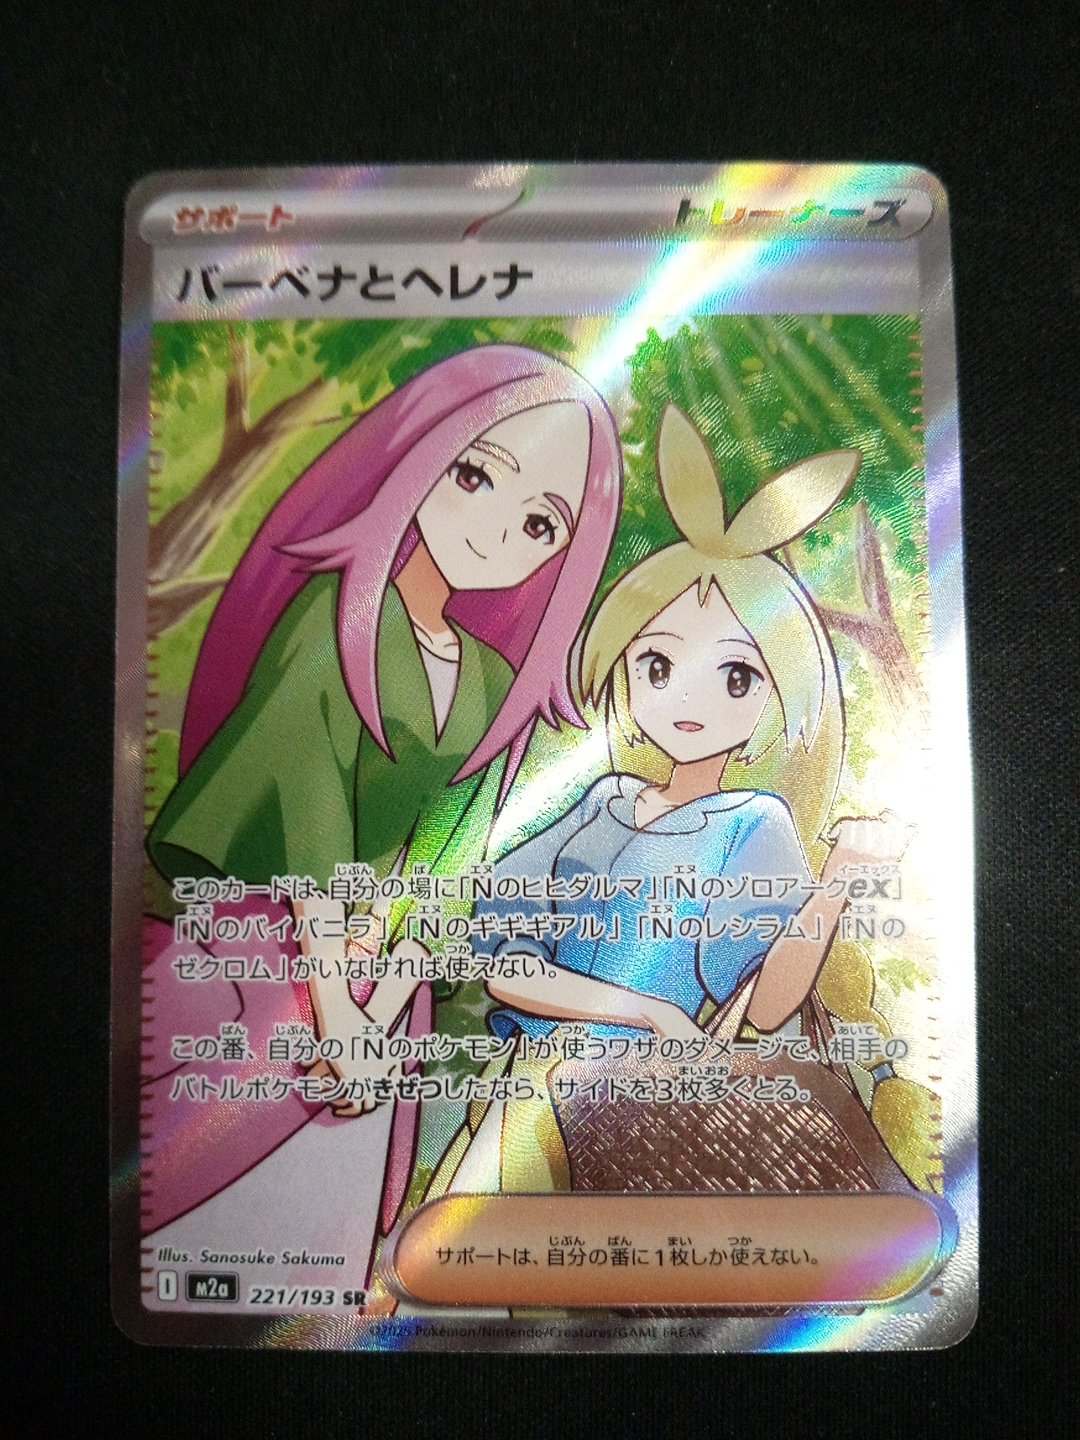 サポート
トレーナーズ
バーベナとヘレナ
このカードは、自分の場に「Nのヒヒダルマ」「Nのゾロアークex」
「Nのバイバニラ」「Nのギギギアル」「Nのレシラム」「Nの
ゼクロム」がいなければ使えない。
この番、自分の「Nのポケモン」が使うワザのダメージで、相手の
バトルポケモンがきぜつしたなら、サイドを3枚多くとる。
サポートは、自分の番に1枚しか使えない。
Illus. Sanosuke Sakuma
I M2a 221/193 SR
©2025 Pokémon/Nintendo/Creatures/GAME FREAK